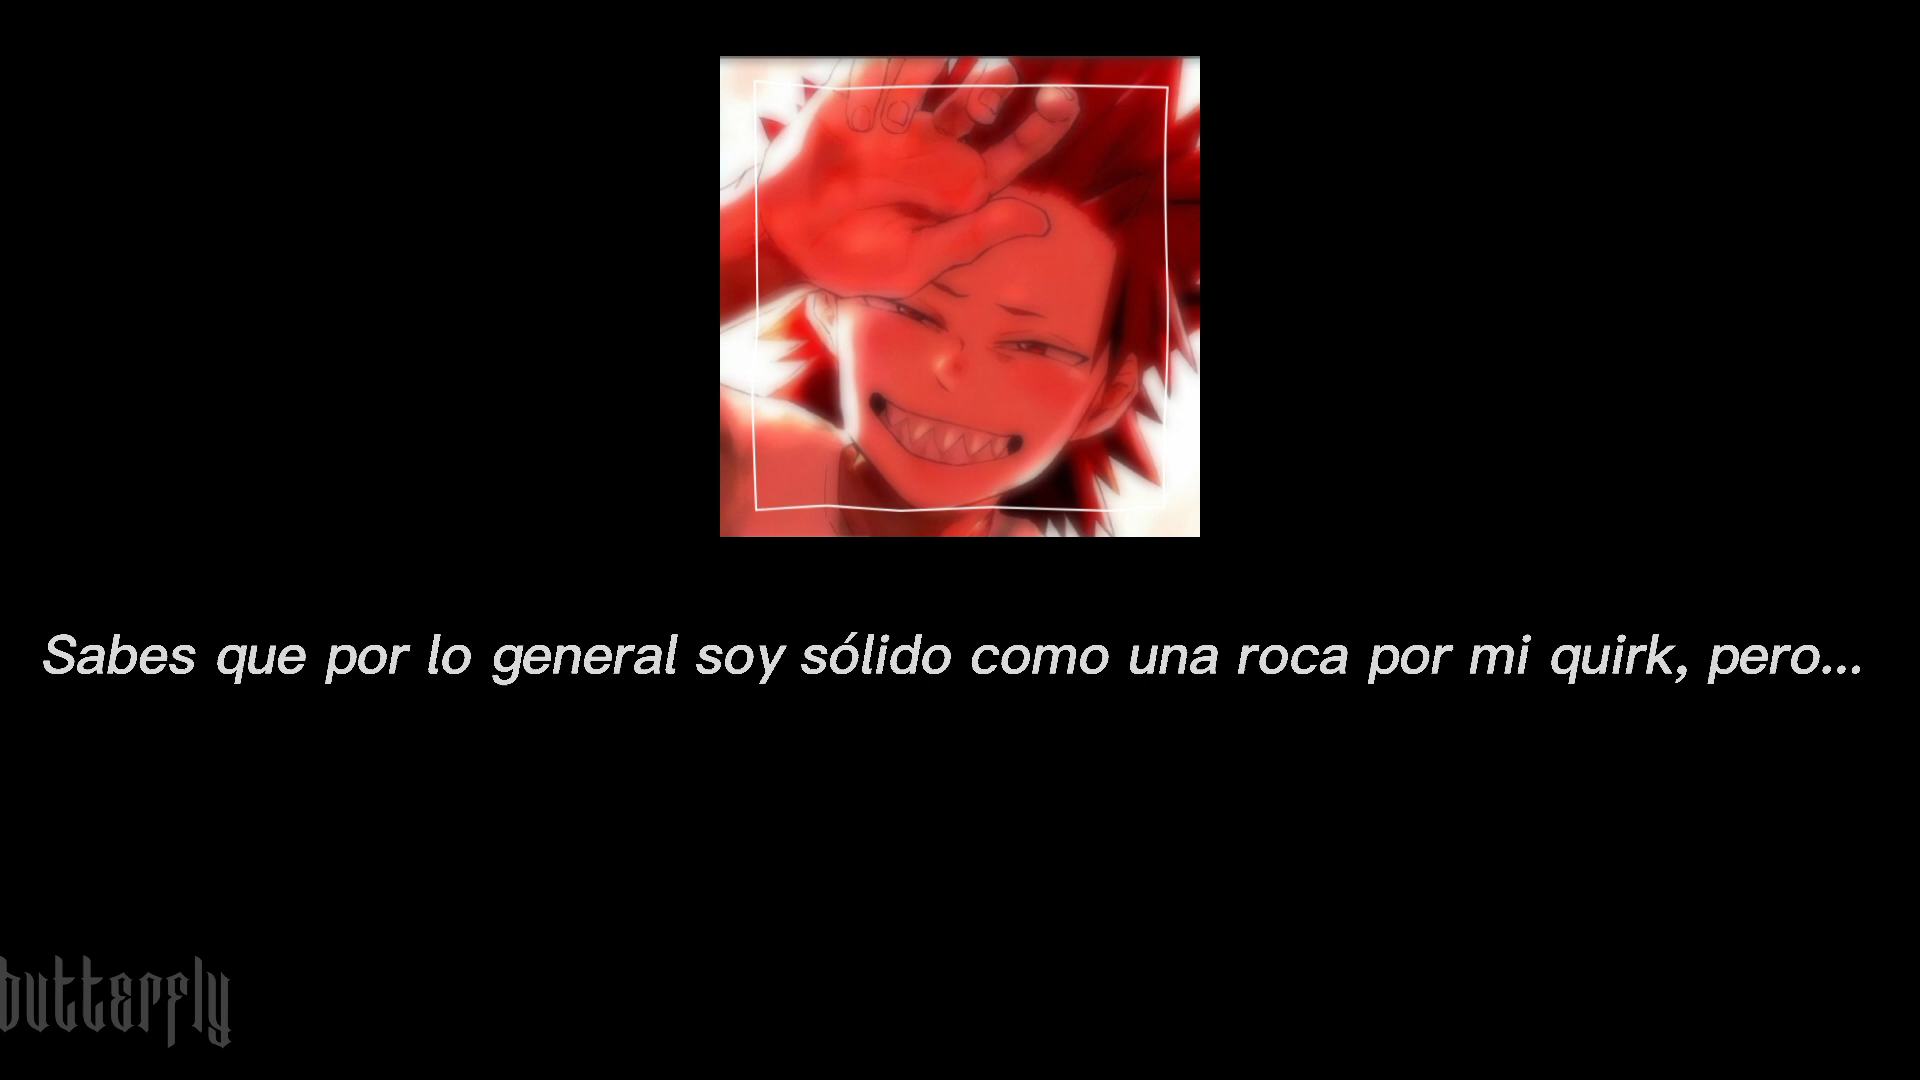 Sabes que por lo general soy sólido como una roca por mi quirk, pero...
butterfly